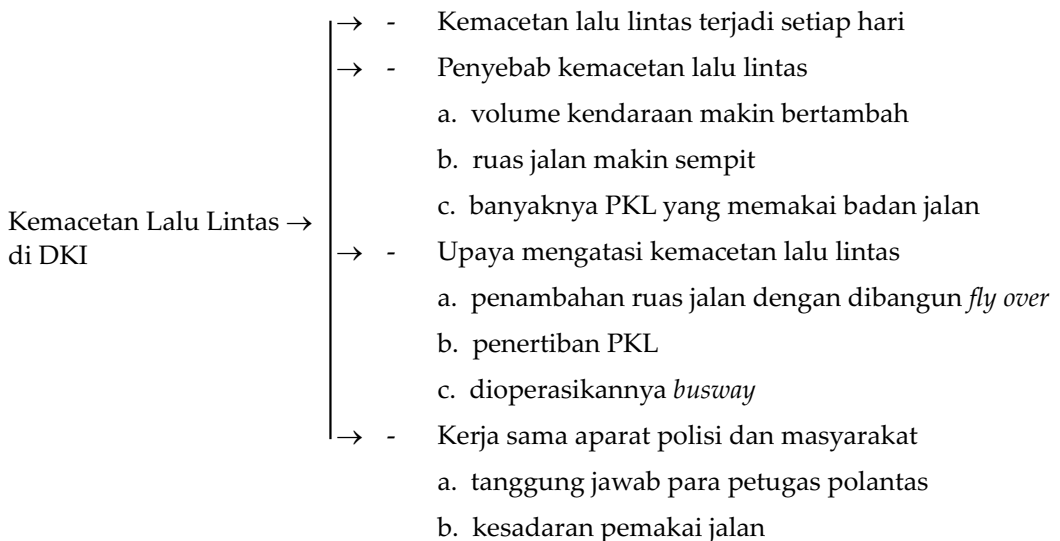 Kemacetan Lalu Lintas →
di DKI
→ - Kemacetan lalu lintas terjadi setiap hari
→ - Penyebab kemacetan lalu lintas
a. volume kendaraan makin bertambah
b. ruas jalan makin sempit
c. banyaknya PKL yang memakai badan jalan
→ - Upaya mengatasi kemacetan lalu lintas
a. penambahan ruas jalan dengan dibangun fly over
b. penertiban PKL
c. dioperasikannya busway
→ - Kerja sama aparat polisi dan masyarakat
a. tanggung jawab para petugas polantas
b. kesadaran pemakai jalan